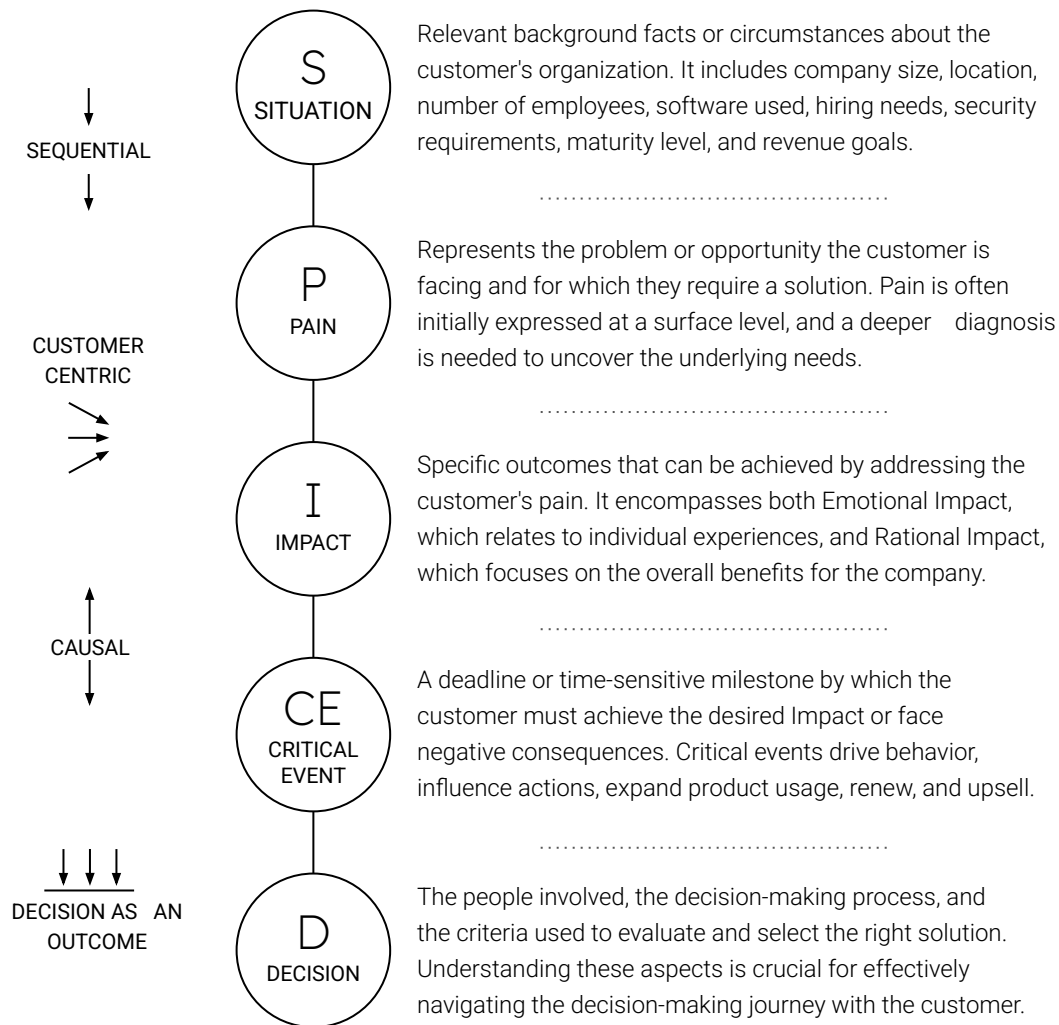 S
SITUATION
Relevant background facts or circumstances about the
customer's organization. It includes company size, location,
number of employees, software used, hiring needs, security
requirements, maturity level, and revenue goals.
SEQUENTIAL
P
PAIN
Represents the problem or opportunity the customer is
facing and for which they require a solution. Pain is often
initially expressed at a surface level, and a deeper diagnosis
is needed to uncover the underlying needs.
CUSTOMER
CENTRIC
I
IMPACT
Specific outcomes that can be achieved by addressing the
customer's pain. It encompasses both Emotional Impact,
which relates to individual experiences, and Rational Impact,
which focuses on the overall benefits for the company.
CAUSAL
CE
CRITICAL
EVENT
A deadline or time-sensitive milestone by which the
customer must achieve the desired Impact or face
negative consequences. Critical events drive behavior,
influence actions, expand product usage, renew, and upsell.
DECISION AS AN
OUTCOME
D
DECISION
The people involved, the decision-making process, and
the criteria used to evaluate and select the right solution.
Understanding these aspects is crucial for effectively
navigating the decision-making journey with the customer.